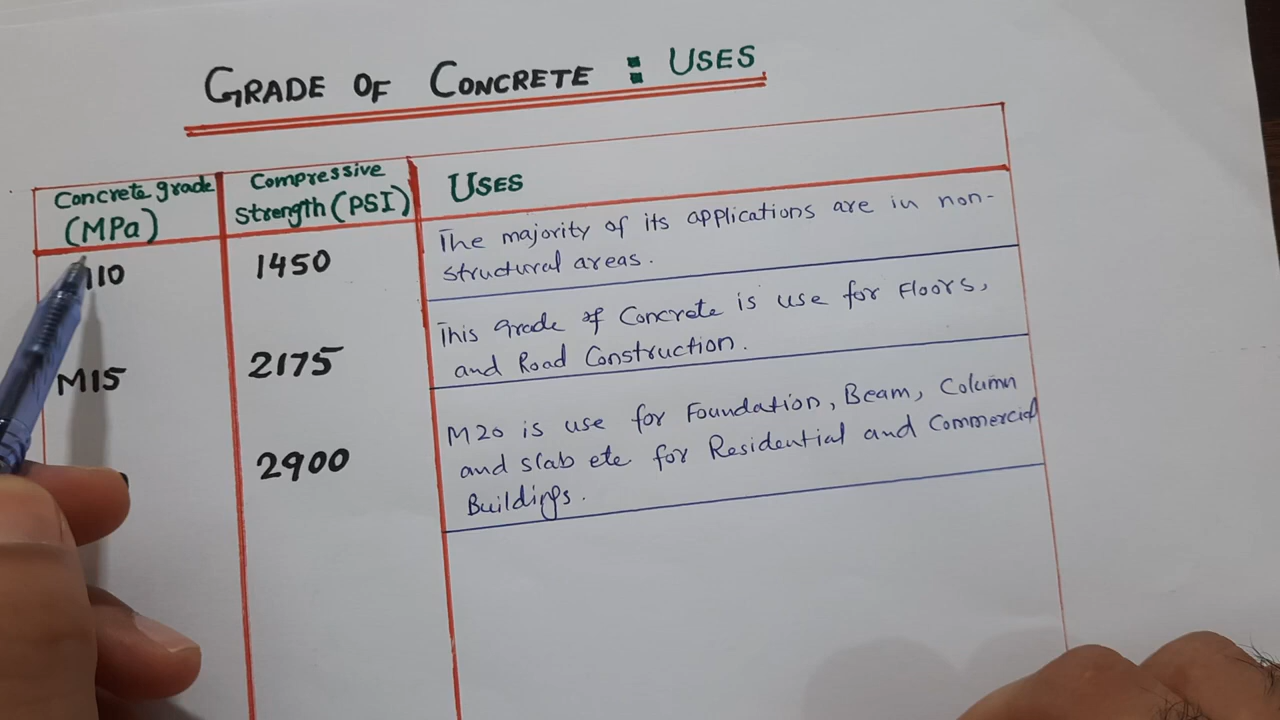 GRADE OF CONCRETE : USES
Concrete grade
(MPa)
Compressive
Strength (PSI)
USES
1450
The majority of its applications are in non-
structural areas.
M15
2175
This Grade of Concrete is use for Floors,
and Road Construction.
2900
M20 is use for Foundation, Beam, Column
and slab etc for Residential and Commercial
Buildings.